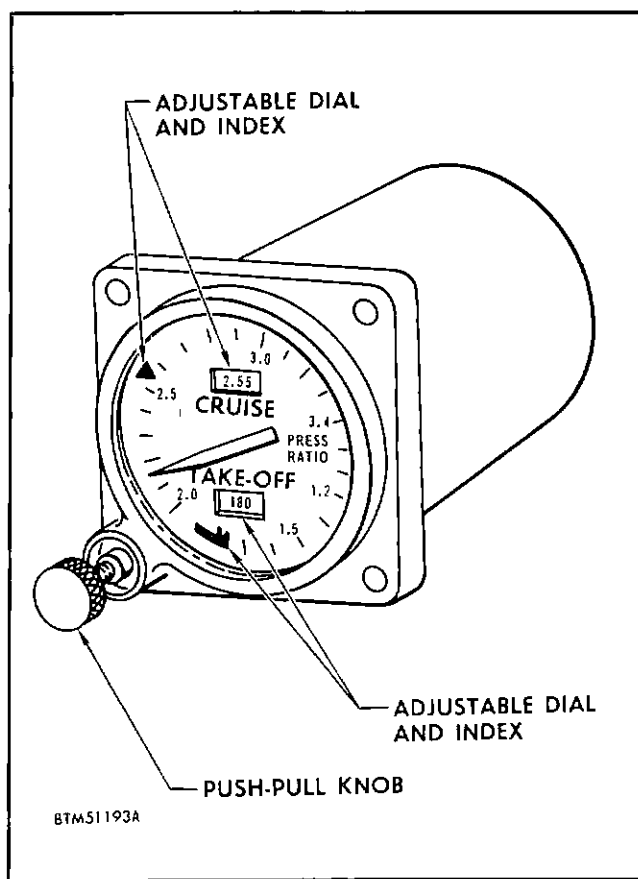 ADJUSTABLE DIAL
AND INDEX
3.0
2.5
2.55
CRUISE
3.4
PRESS
RATIO
TAKE-OFF
2.0
1.2
180
1.5
ADJUSTABLE DIAL
AND INDEX
PUSH-PULL KNOB
BTM51193A